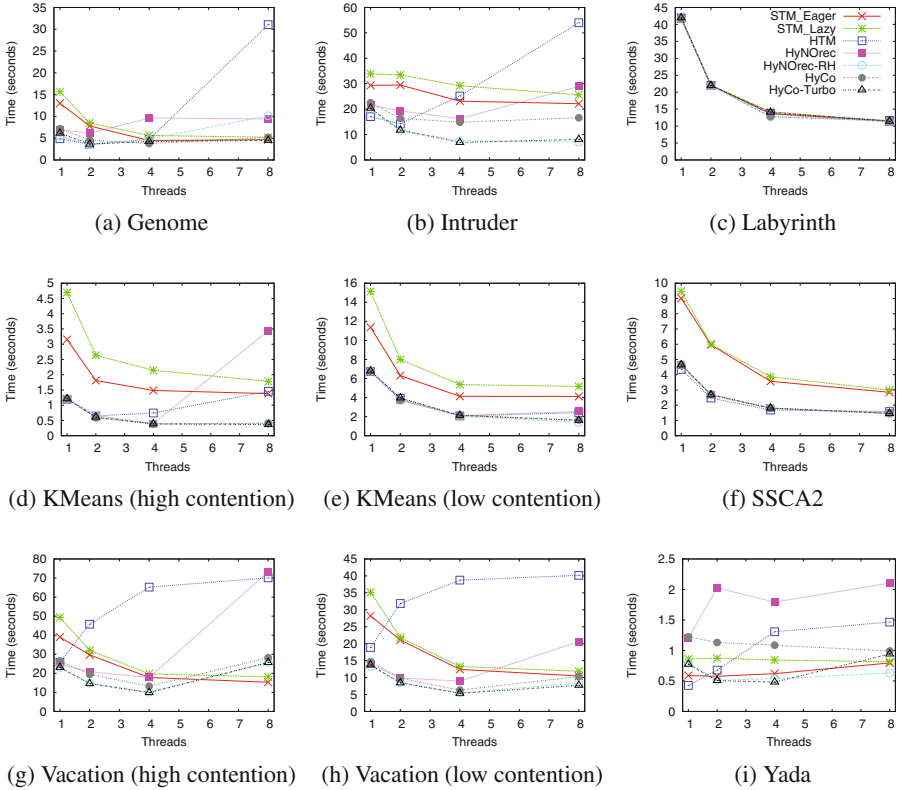 35
30
25
20
15
10
5
0
Time (seconds)
1 2 3 4 5 6 7 8
Threads
(a) Genome
60
50
40
30
20
10
0
Time (seconds)
1 2 3 4 5 6 7 8
Threads
(b) Intruder
45
40
35
30
25
20
15
10
5
0
Time (seconds)
STM_Eager
STM_Lazy
HTM
HyNOrec
HyNOrec-RH
HyCo
HyCo-Turbo
1 2 3 4 5 6 7 8
Threads
(c) Labyrinth
5
4.5
4
3.5
3
2.5
2
1.5
1
0.5
0
Time (seconds)
1 2 3 4 5 6 7 8
Threads
(d) KMeans (high contention)
16
14
12
10
8
6
4
2
0
Time (seconds)
1 2 3 4 5 6 7 8
Threads
(e) KMeans (low contention)
10
9
8
7
6
5
4
3
2
1
0
Time (seconds)
1 2 3 4 5 6 7 8
Threads
(f) SSCA2
80
70
60
50
40
30
20
10
0
Time (seconds)
1 2 3 4 5 6 7 8
Threads
(g) Vacation (high contention)
45
40
35
30
25
20
15
10
5
0
Time (seconds)
1 2 3 4 5 6 7 8
Threads
(h) Vacation (low contention)
2.5
2
1.5
1
0.5
0
Time (seconds)
1 2 3 4 5 6 7 8
Threads
(i) Yada